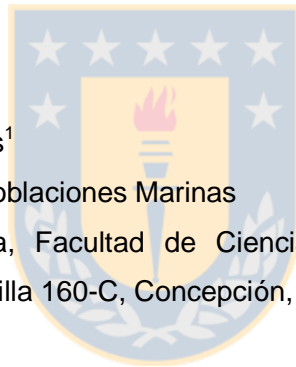 s¹
oblaciones Marinas
a, Facultad de Cienci
illa 160-C, Concepción,